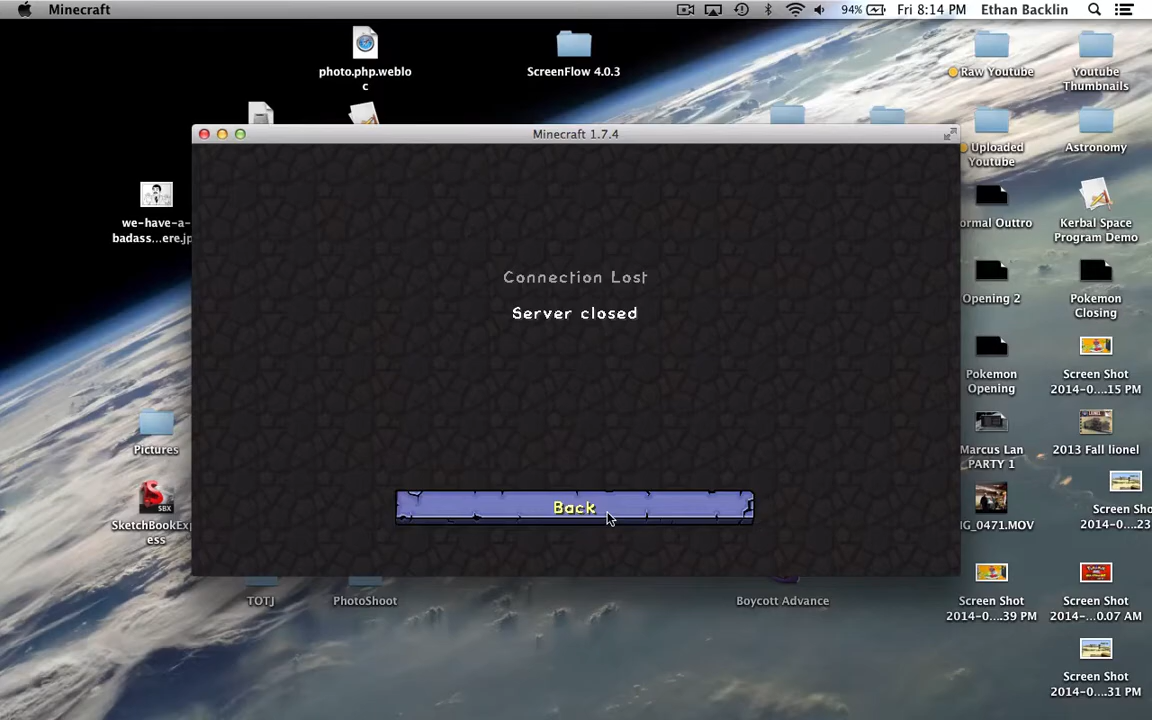 Minecraft
94%
Fri 8:14 PM
Ethan Backlin
photo.php.webloc
c
ScreenFlow 4.0.3
Raw Youtube
Youtube
Thumbnails
Minecraft 1.7.4
Uploaded
Youtube
Astronomy
we-have-a-
badass...ere.jp
ormal Outtro
Kerbal Space
Program Demo
Connection Lost
Server closed
Opening 2
Pokemon
Closing
Pokemon
Opening
Screen Shot
2014-0....15 PM
Pictures
Marcus Lan
PARTY 1
2013 Fall lionel
Back
SketchBookExp
ess
SBX
IG_0471.MOV
Screen Sho
2014-0....23
TOTJ
PhotoShoot
Boycott Advance
Screen Shot
2014-0....39 PM
Screen Shot
2014-0....0.07 AM
Screen Shot
2014-0....31 PM